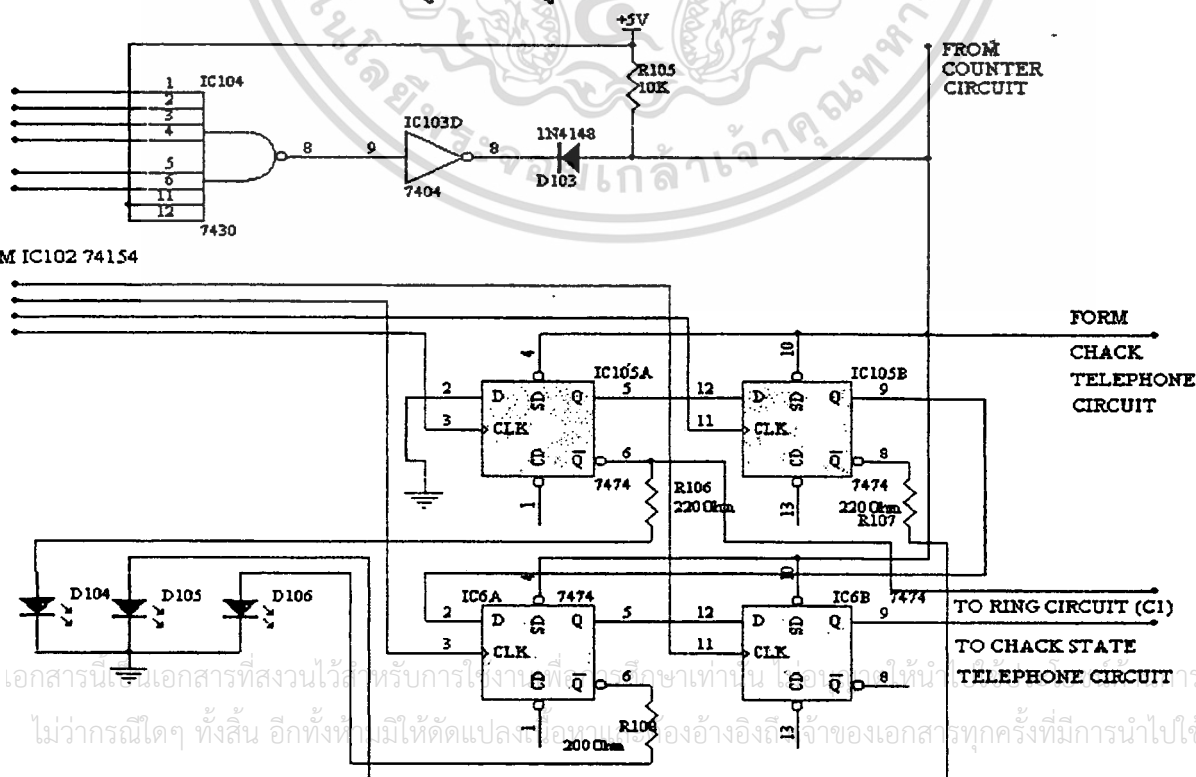 +5V
FROM
COUNTER
CIRCUIT
R105
10K
1
2
3
4
5
6
11
12
IC104
7430
8
9
IC103D
7404
8
1N4148
D103
M IC102 74154
FORM
CHACK
TELEPHONE
CIRCUIT
4
10
IC105A
IC105B
2
D
SD
Q
5
12
D
SD
Q
9
3
CLK
11
CLK
CD
Q
6
CD
Q
8
1
7474
R106
220 Ohm
13
7474
220 Ohm
R107
D104
D105
D106
4
10
IC6A
7474
IC6B
7474
TO RING CIRCUIT (C1)
2
D
SD
Q
5
12
D
SD
Q
9
3
CLK
11
CLK
TO CHACK STATE
TELEPHONE CIRCUIT
CD
Q
6
CD
Q
8
1
200 Ohm
13
เอกสารนี้เป็นเอกสารที่สงวนไว้สำหรับการใช้งานเพื่อการศึกษาเท่านั้น
ไม่ว่ากรณีใดๆ ทั้งสิ้น อีกทั้งห้ามมิให้ดัดแปลงเนื้อหาและต้องอ้างอิงถึงเจ้าของเอกสารทุกครั้งที่มีการนำไปใช้